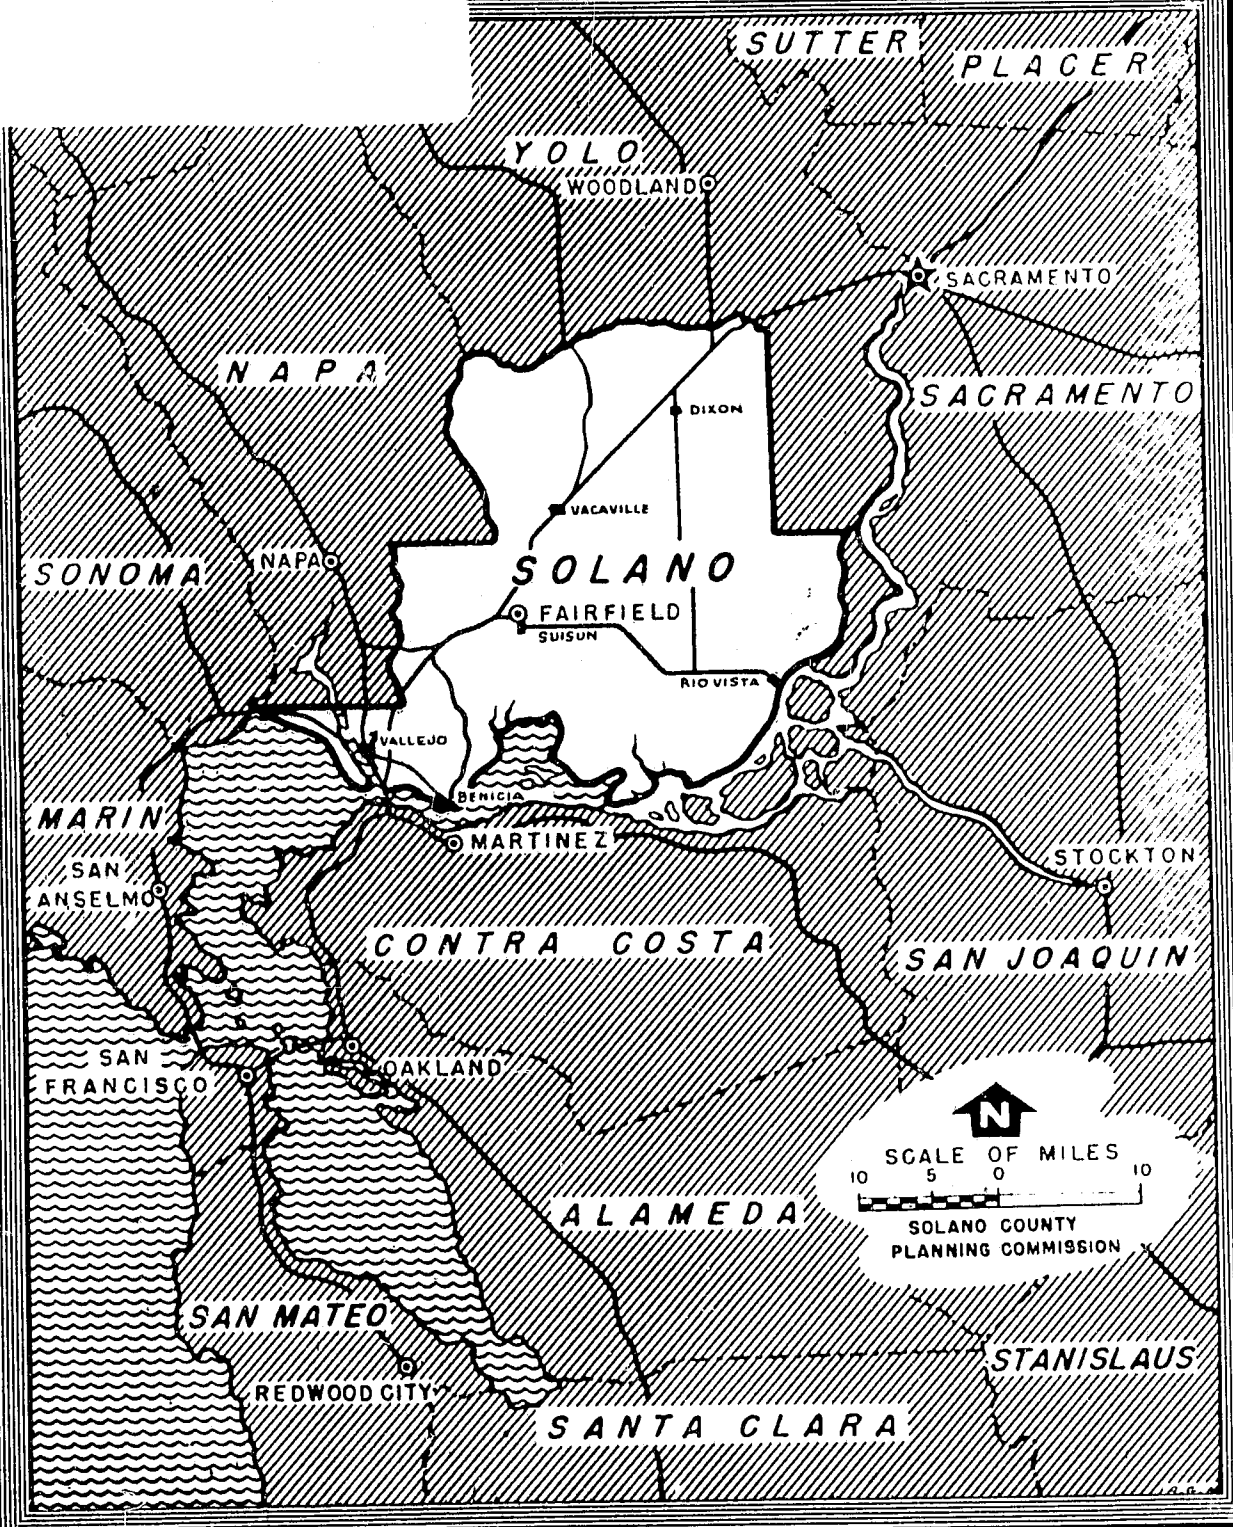 SUTTER
PLACER
YOLO
WOODLAND
SACRAMENTO
NAPA
SACRAMENTO
DIXON
VACAVILLE
SOLANO
NAPA
SONOMA
FAIRFIELD
SUISUN
RIO VISTA
VALLEJO
BENICIA
MARIN
MARTINEZ
STOCKTON
SAN
ANSELMO
CONTRA COSTA
SAN JOAQUIN
SAN
FRANCISCO
OAKLAND
N
SCALE OF MILES
10 5 0 10
SOLANO COUNTY
PLANNING COMMISSION
ALAMEDA
SAN MATEO
STANISLAUS
REDWOOD CITY
SANTA CLARA